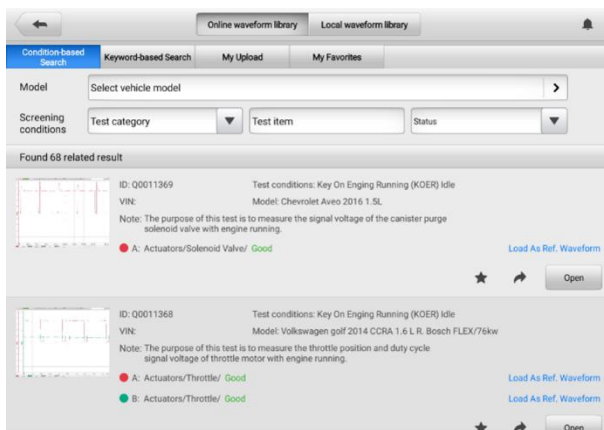 Online waveform library
Local waveform library
Condition-based
Search
Keyword-based Search
My Upload
My Favorites
Model
Select vehicle model
Screening
conditions
Test category
Test item
Status
Found 68 related result
ID: Q0011369
Test conditions: Key On Enging Running (KOER) Idle
VIN:
Model: Chevrolet Aveo 2016 1.5L
Note: The purpose of this test is to measure the signal voltage of the canister purge
solenoid valve with engine running.
A: Actuators/Solenoid Valve/ Good
Load As Ref. Waveform
Open
ID: Q0011368
Test conditions: Key On Enging Running (KOER) Idle
VIN:
Model: Volkswagen golf 2014 CCRA 1.6 L R. Bosch FLEX/76kw
Note: The purpose of this test is to measure the throttle position and duty cycle
signal voltage of throttle motor with engine running.
A: Actuators/Throttle/ Good
Load As Ref. Waveform
B: Actuators/Throttle/ Good
Load As Ref. Waveform
Open